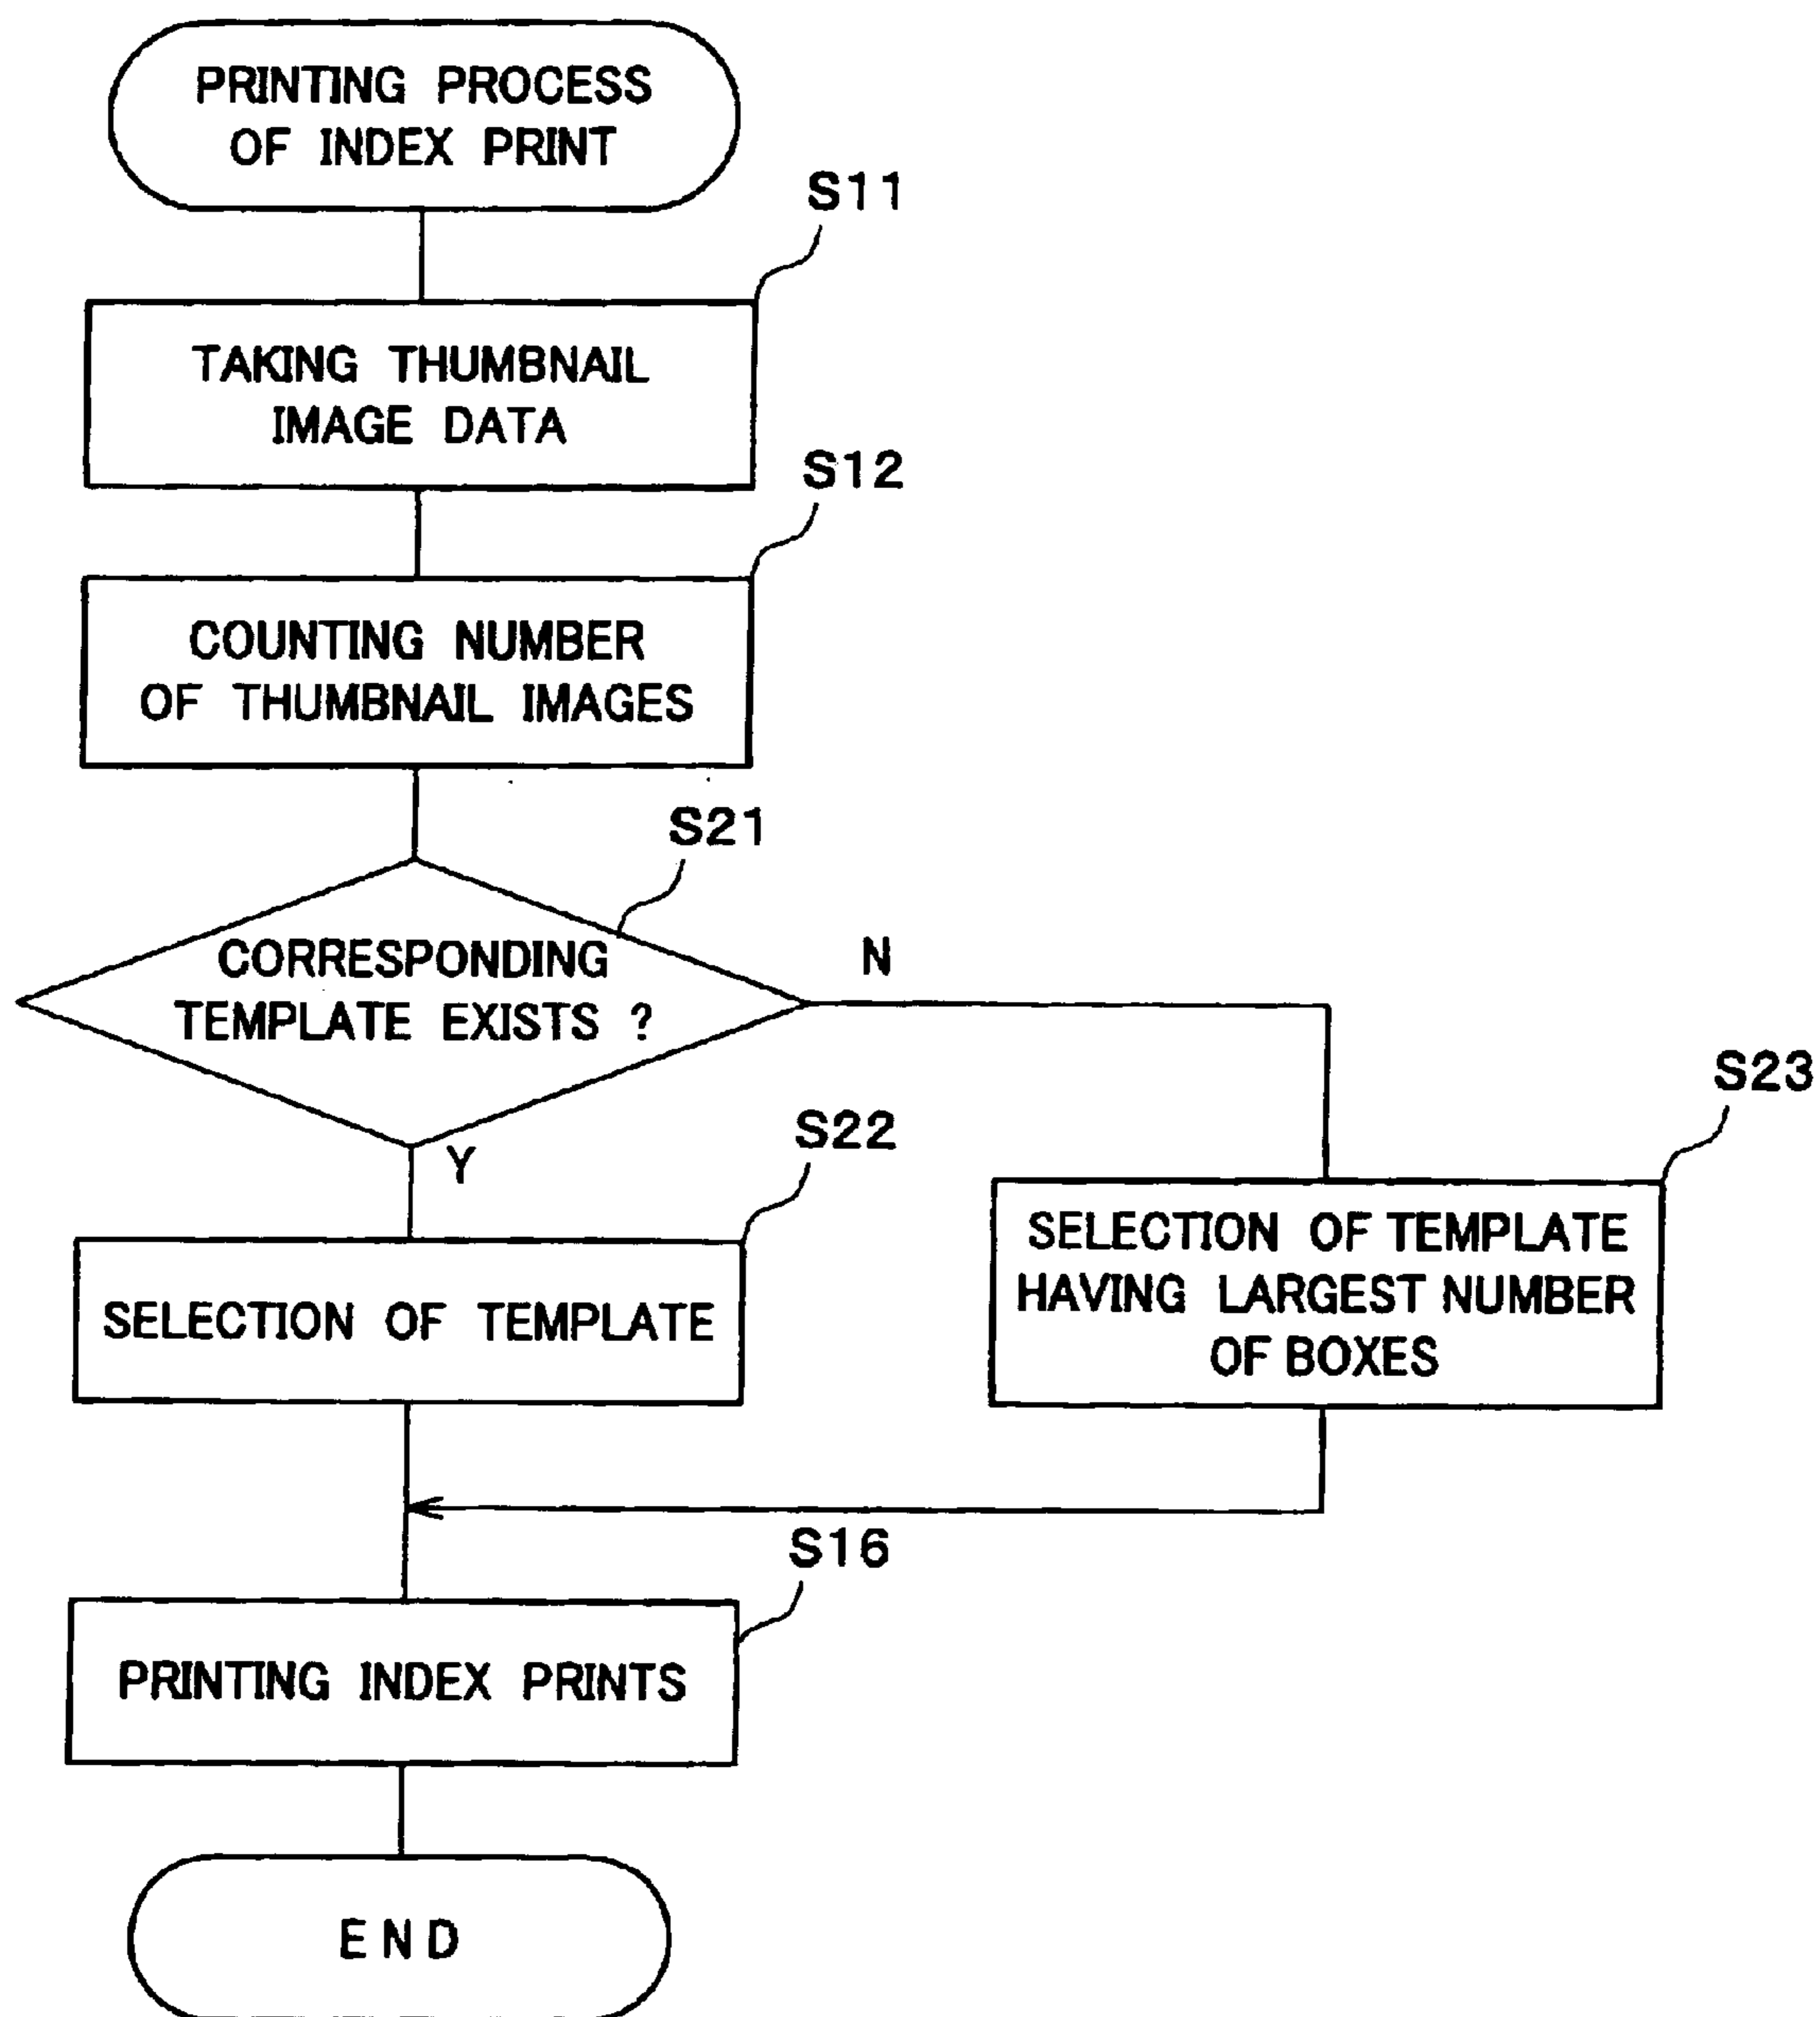 PRINTING PROCESS
OF INDEX PRINT
S11
TAKING THUMBNAIL
IMAGE DATA
S12
COUNTING NUMBER
OF THUMBNAIL IMAGES
S21
CORRESPONDING
TEMPLATE EXISTS ?
N
Y
S22
SELECTION OF TEMPLATE
S23
SELECTION OF TEMPLATE
HAVING LARGEST NUMBER
OF BOXES
S16
PRINTING INDEX PRINTS
END